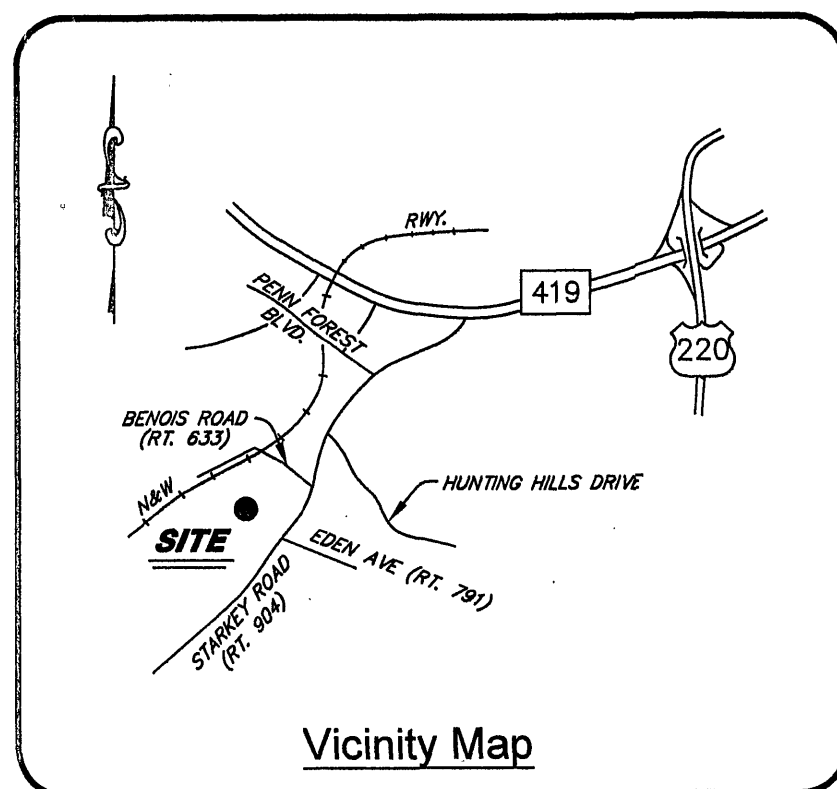 RWY.
PENN FOREST
BLVD.
419
220
BENOIS ROAD
(RT. 633)
N&W
HUNTING HILLS DRIVE
SITE
EDEN AVE (RT. 791)
STARKEY ROAD
(RT. 904)
Vicinity Map